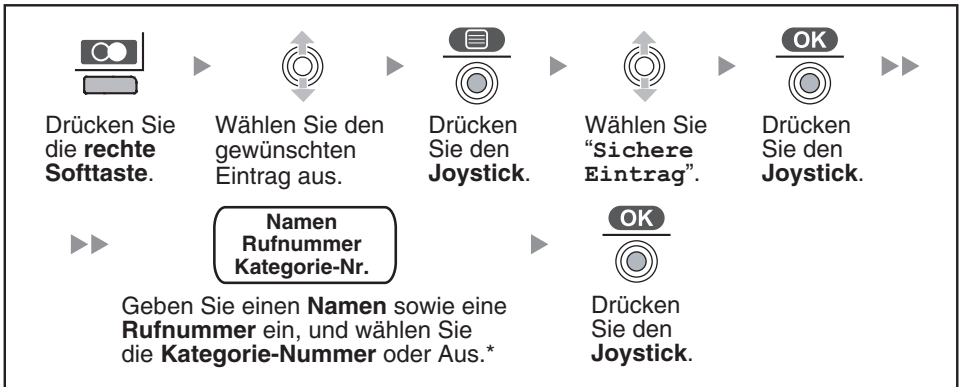 OK
Drücken Sie
die rechte
Softtaste.
Wählen Sie den
gewünschten
Eintrag aus.
Drücken
Sie den
Joystick.
Wählen Sie
“Sichere
Eintrag”.
Drücken
Sie den
Joystick.
Namen
Rufnummer
Kategorie-Nr.
Geben Sie einen Namen sowie eine
Rufnummer ein, und wählen Sie
die Kategorie-Nummer oder Aus.*
OK
Drücken
Sie den
Joystick.